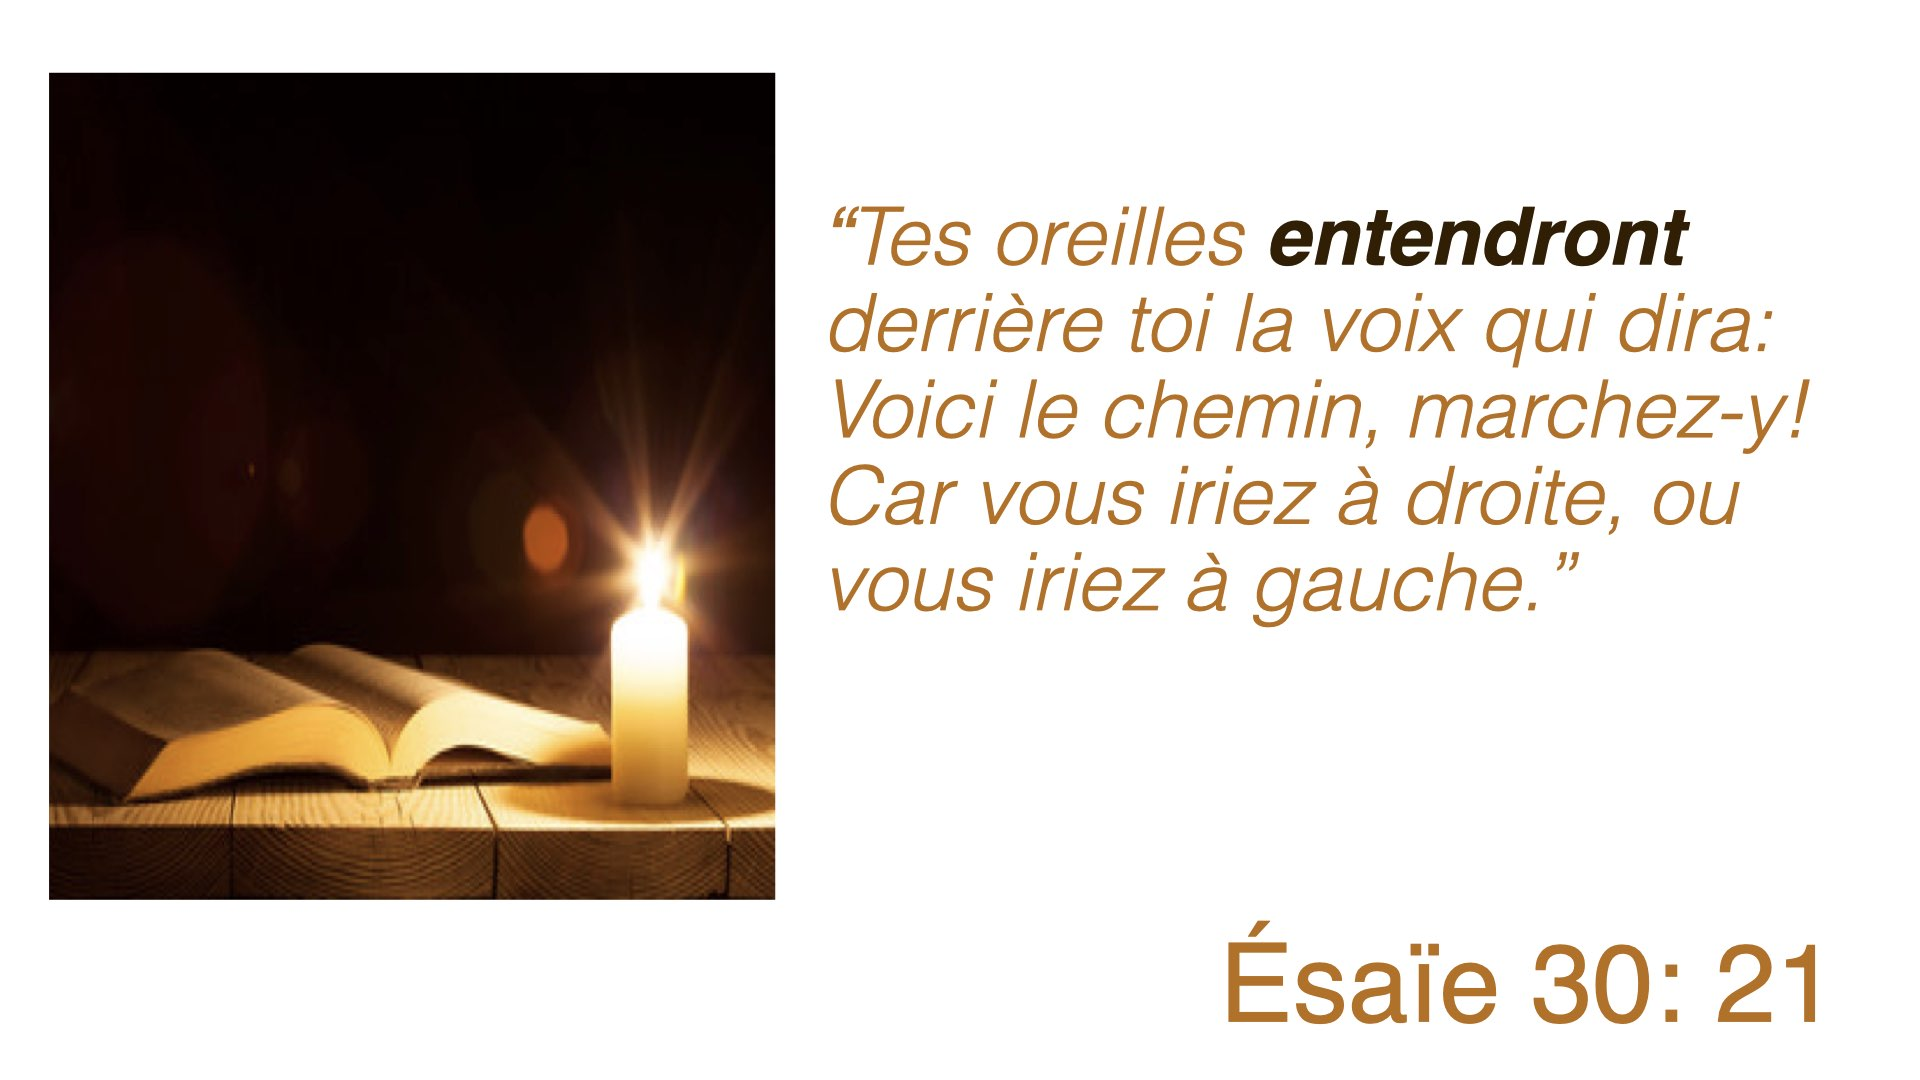 “Tes oreilles entendront
derrière toi la voix qui dira:
Voici le chemin, marchez-y!
Car vous iriez à droite, ou
vous iriez à gauche.”
Ésaïe 30: 21